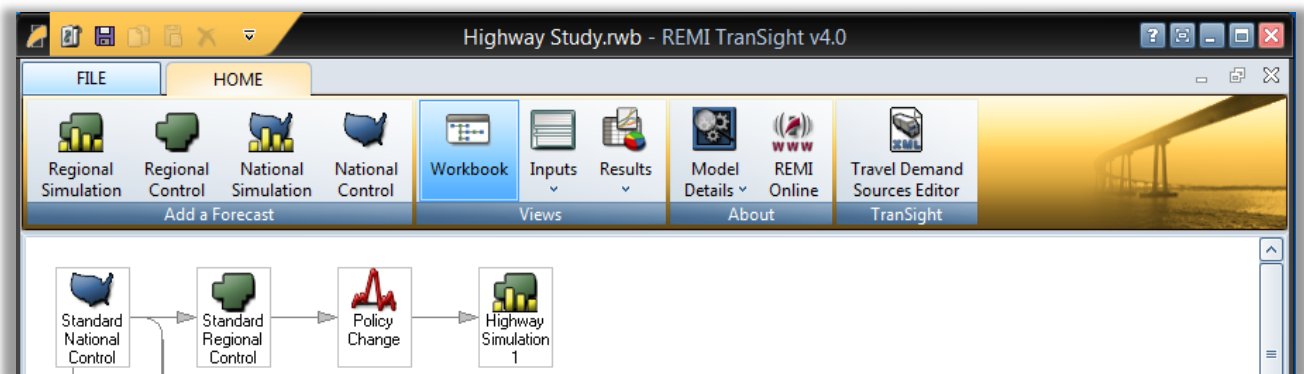 Highway Study.rwb - REMI TranSight v4.0
FILE
HOME
Regional
Simulation
Regional
Control
National
Simulation
National
Control
Add a Forecast
Workbook
Inputs
Results
Views
Model
Details
WWW
REMI
Online
About
XML
Travel Demand
Sources Editor
TranSight
Standard
National
Control
Standard
Regional
Control
Policy
Change
Highway
Simulation
1